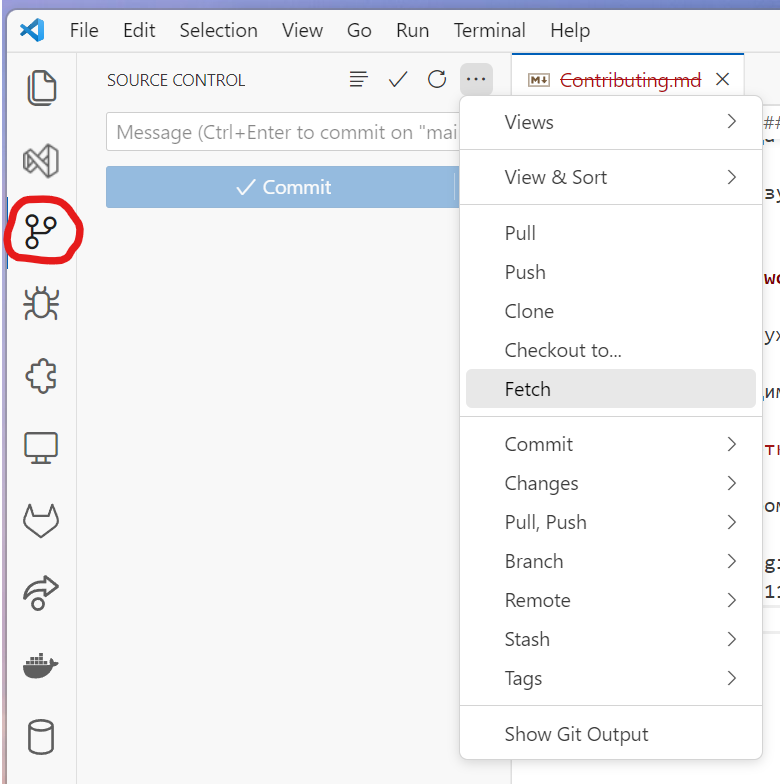 File Edit Selection View Go Run Terminal Help
SOURCE CONTROL
Contributing.md
Message (Ctrl+Enter to commit on "mai
Commit
Views
View & Sort
Pull
Push
Clone
Checkout to...
Fetch
Commit
Changes
Pull, Push
Branch
Remote
Stash
Tags
Show Git Output